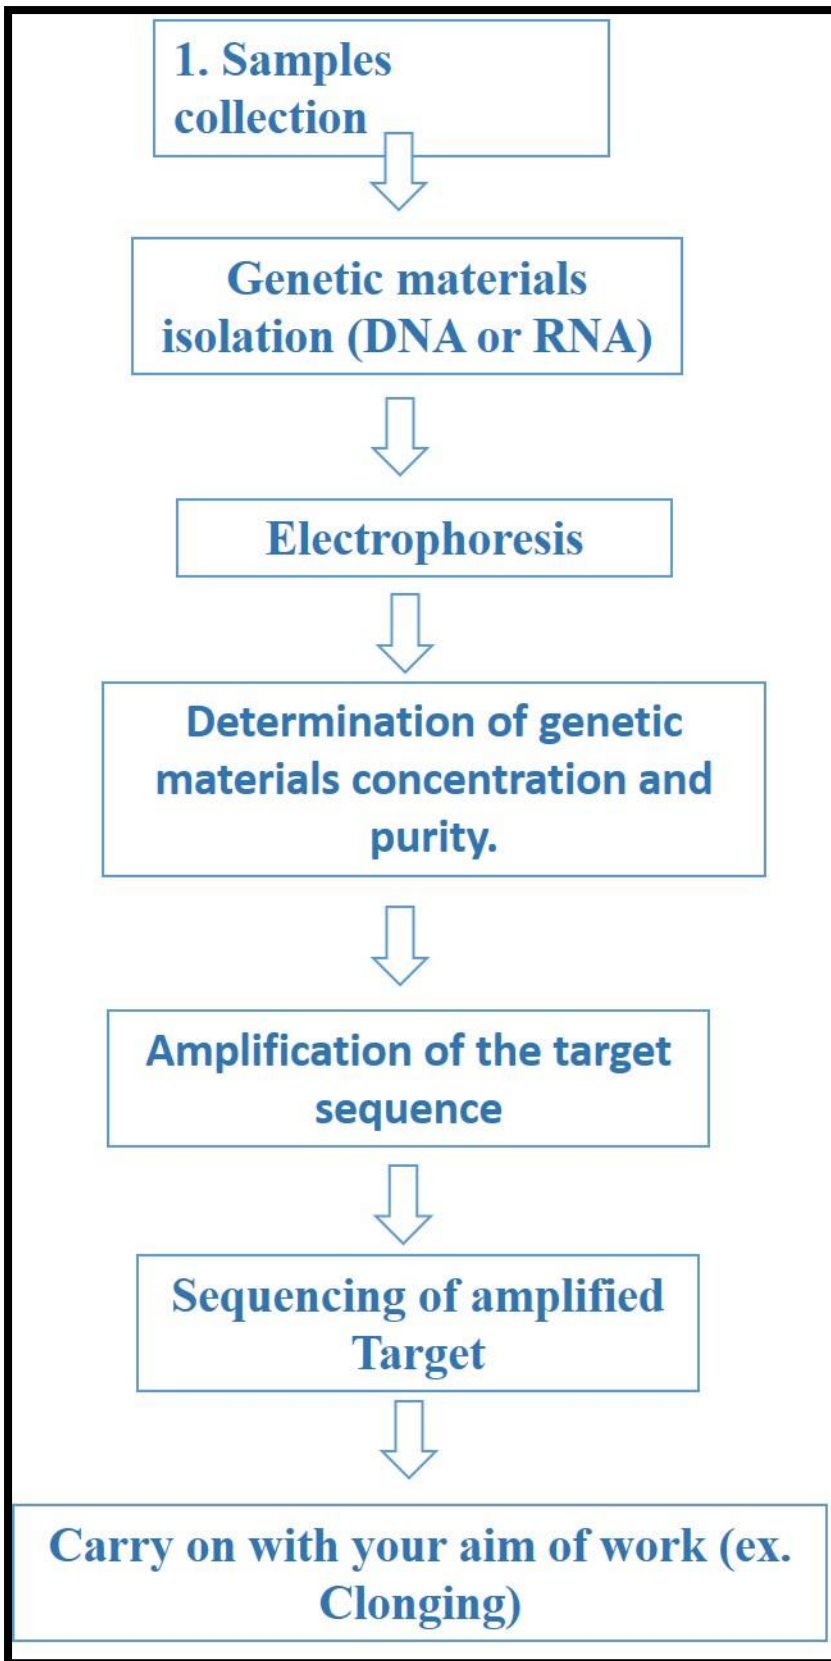 1. Samples
collection
Genetic materials
isolation (DNA or RNA)
Electrophoresis
Determination of genetic
materials concentration and
purity.
Amplification of the target
sequence
Sequencing of amplified
Target
Carry on with your aim of work (ex.
Clonging)